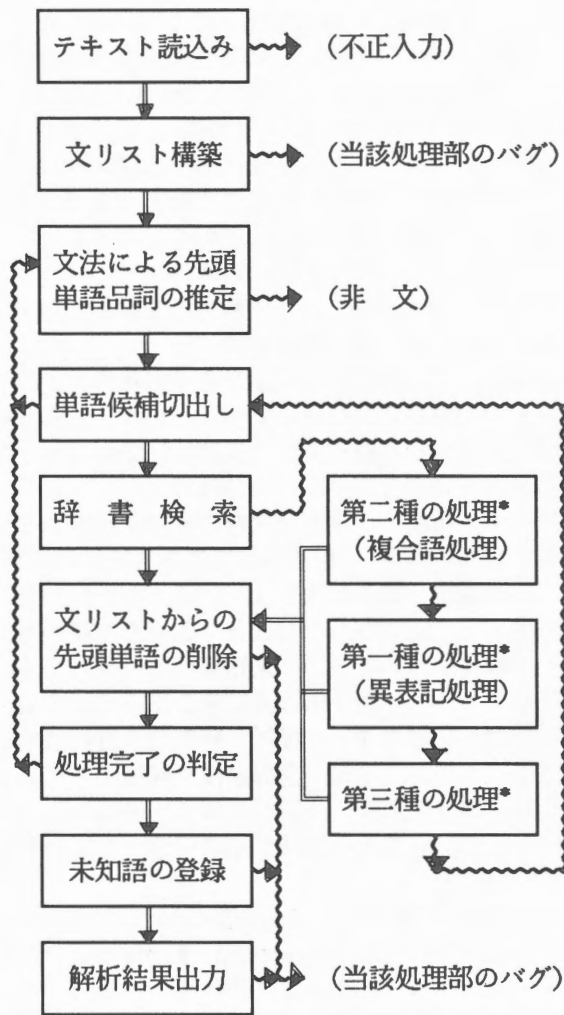 テキスト読込み
(不正入力)
文リスト構築
(当該処理部のバグ)
文法による先頭
単語品詞の推定
(非 文)
単語候補切出し
辞 書 検 索
第二種の処理*
(複合語処理)
文リストからの
先頭単語の削除
第一種の処理*
(異表記処理)
処理完了の判定
第三種の処理*
未知語の登録
解析結果出力
(当該処理部のバグ)